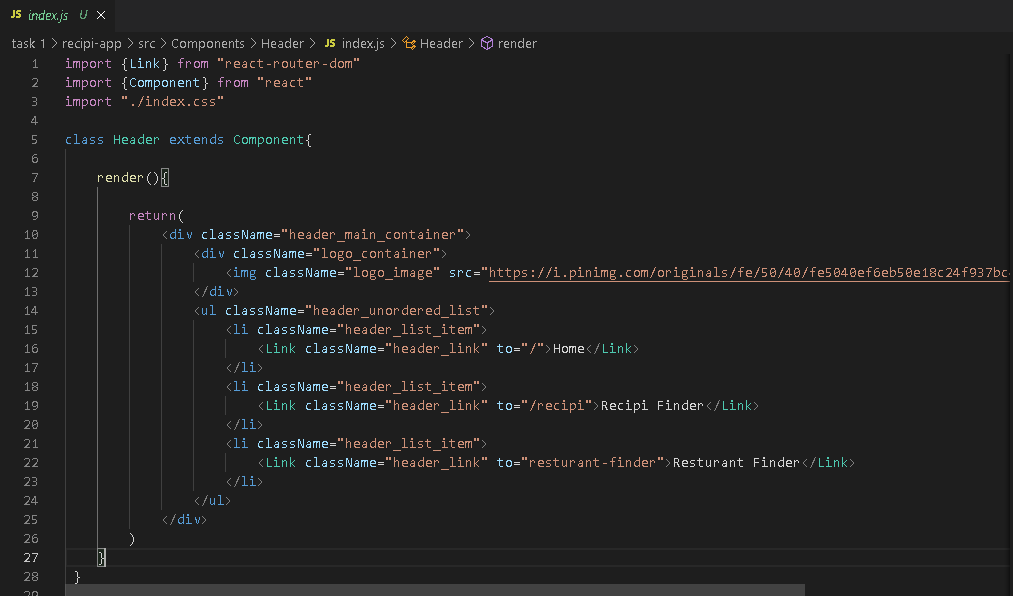 JS index.js U ×
task 1 > recipi-app > src > Components > Header > JS index.js > Header > render
1 import {Link} from "react-router-dom"
2 import {Component} from "react"
3 import "./index.css"
4
5 class Header extends Component{
6
7 render(){
8
9 return(
10 <div className="header_main_container">
11 <div className="logo_container">
12 <img className="logo_image" src="https://i.pinimg.com/originals/fe/50/40/fe5040ef6eb50e18c24f937bc
13 </div>
14 <ul className="header_unordered_list">
15 <li className="header_list_item">
16 <Link className="header_link" to="/">Home</Link>
17 </li>
18 <li className="header_list_item">
19 <Link className="header_link" to="/recipi">Recipi Finder</Link>
20 </li>
21 <li className="header_list_item">
22 <Link className="header_link" to="resturant-finder">Resturant Finder</Link>
23 </li>
24 </ul>
25 </div>
26 )
27 }
28 }
29